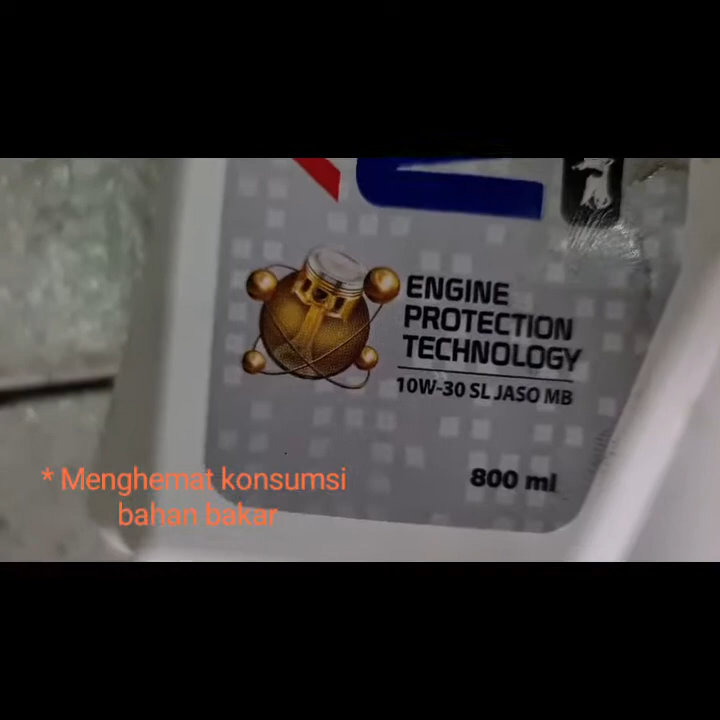 ENGINE
PROTECTION
TECHNOLOGY
10W-30 SL JASO MB
800 ml
* Menghemat konsumsi
bahan bakar